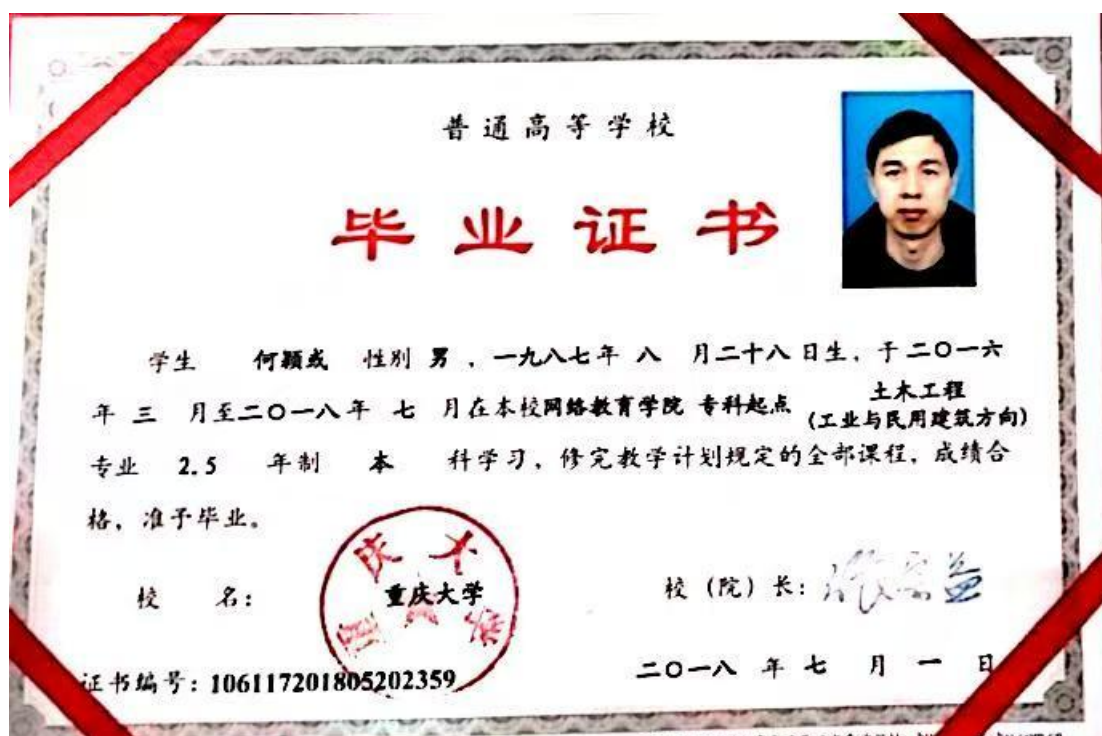 普通高等学校
毕业证书
学生 何颖或 性别 男，一九八七年 八 月二十八日生，于二〇一六
年 三 月至二〇一八年 七 月在本校网络教育学院 专科起点 土木工程
(工业与民用建筑方向)
专业 2.5 年制 本 科学习，修完教学计划规定的全部课程，成绩合
格，准予毕业。
校 名：重庆大学
校（院）长：
证书编号：106117201805202359
二〇一八 年 七 月 一 日